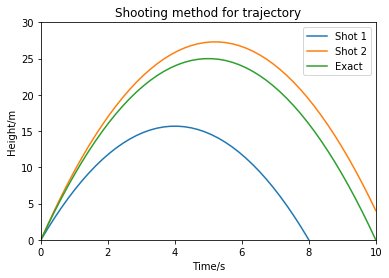 Shooting method for trajectory
Shot 1
Shot 2
Exact
Height/m
30
25
20
15
10
5
0
0 2 4 6 8 10
Time/s